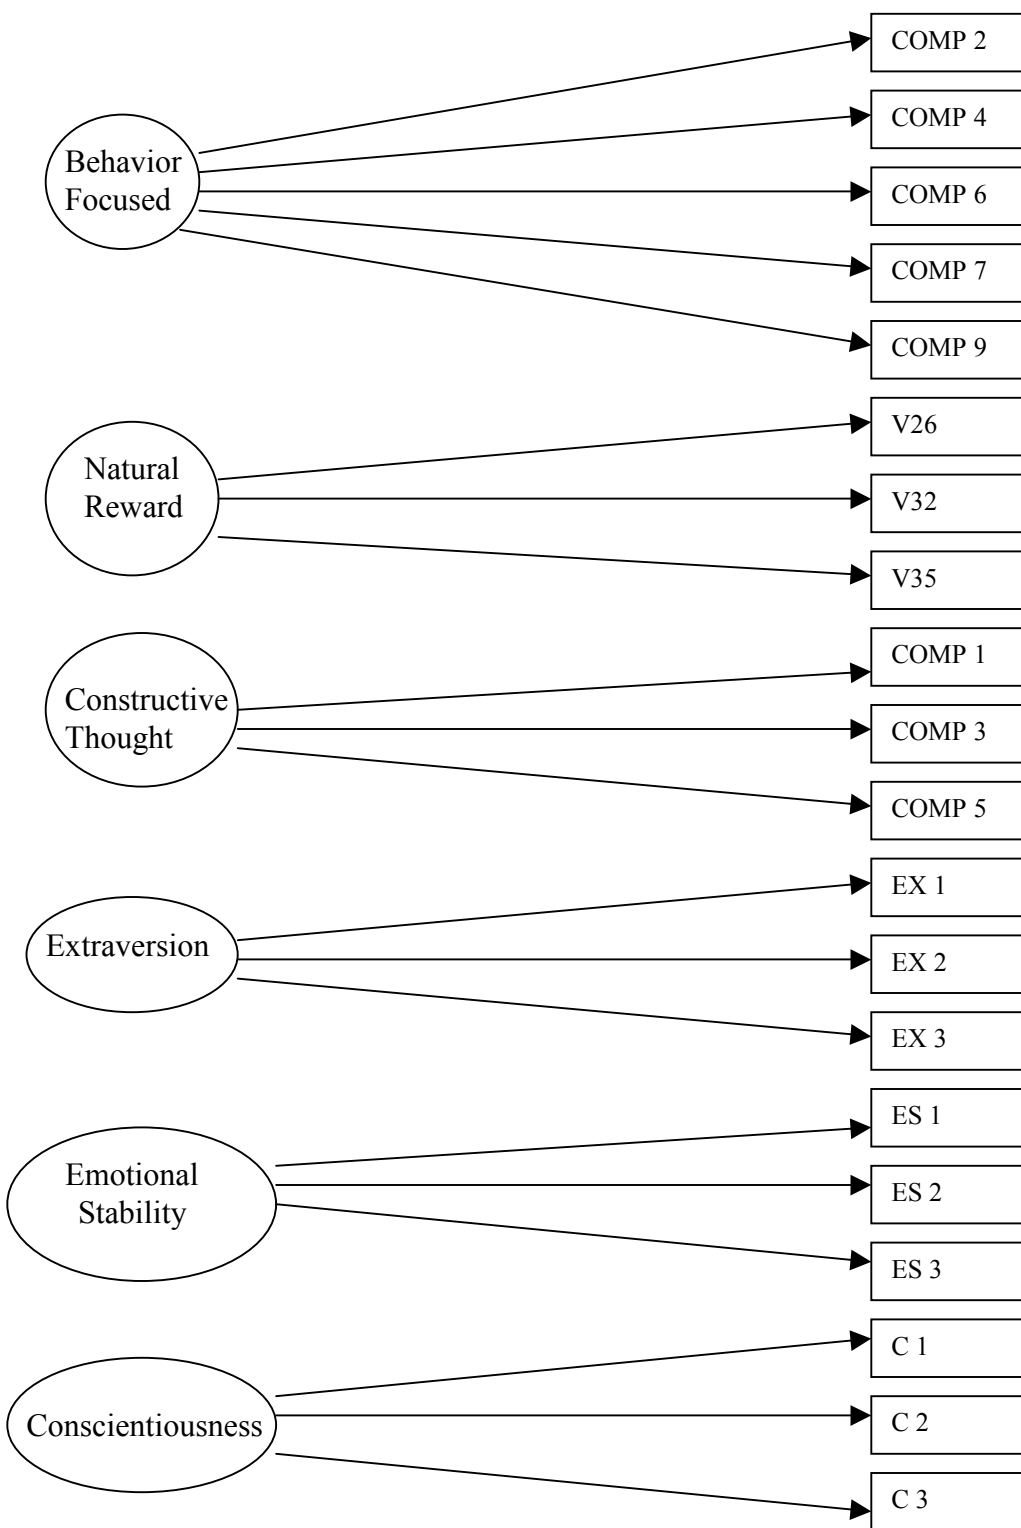 COMP 2
COMP 4
Behavior
Focused
COMP 6
COMP 7
COMP 9
V26
Natural
Reward
V32
V35
COMP 1
Constructive
Thought
COMP 3
COMP 5
EX 1
Extraversion
EX 2
EX 3
ES 1
Emotional
Stability
ES 2
ES 3
C 1
Conscientiousness
C 2
C 3